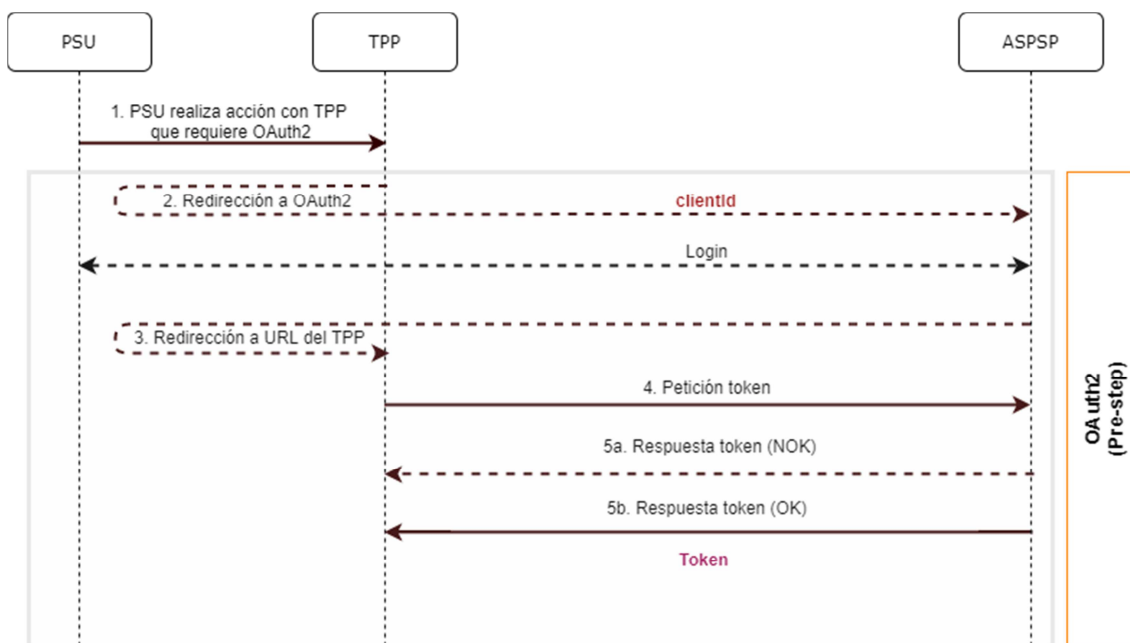 PSU
TPP
ASPSP
1. PSU realiza acción con TPP
que requiere OAuth2
2. Redirección a OAuth2
clientId
Login
3. Redirección a URL del TPP
4. Petición token
5a. Respuesta token (NOK)
5b. Respuesta token (OK)
Token
OAuth2
(Pre-step)